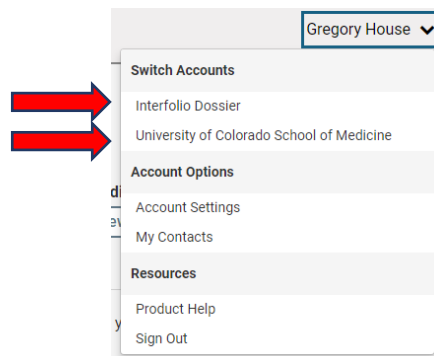 Gregory House
Switch Accounts
Interfolio Dossier
University of Colorado School of Medicine
Account Options
Account Settings
My Contacts
Resources
Product Help
Sign Out